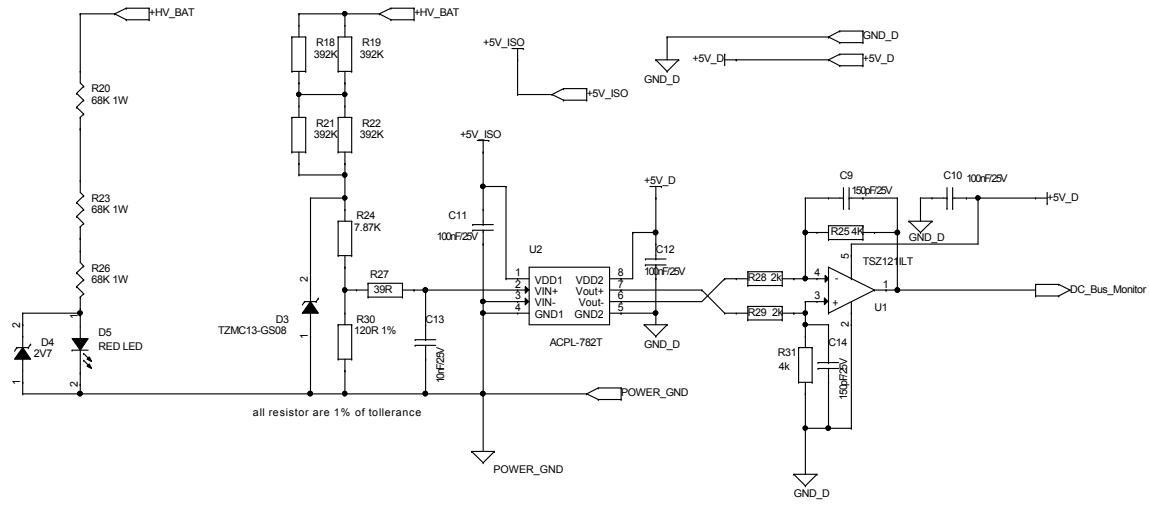 +HV_BAT
+HV_BAT
GND_D
+5V_D
+5V_D
GND_D
+5V_ISO
+5V_ISO
R18
392K
R19
392K
R20
68K 1W
R21
392K
R22
392K
+5V_ISO
R23
68K 1W
R24
7.87K
C11
100nF/25V
+5V_D
C12
100nF/25V
C9
150pF/25V
C10
100nF/25V
+5V_D
GND_D
R25 4K
TSZ121ILT
U2
1 VDD1
2 VIN+
3 VIN-
4 GND1
VDD2 8
Vout+ 7
Vout- 6
GND2 5
ACPL-782T
GND_D
R28 2k
R29 2k
5
4
-
3
+
1
2
U1
DC_Bus_Monitor
R26
68K 1W
R27
39R
2
D3
TZMC13-GS08
1
R30
120R 1%
C13
10nF/25V
R31
4k
C14
150pF/25V
2
D4
2V7
1
1
D5
RED LED
2
POWER_GND
all resistor are 1% of tollerance
POWER_GND
GND_D